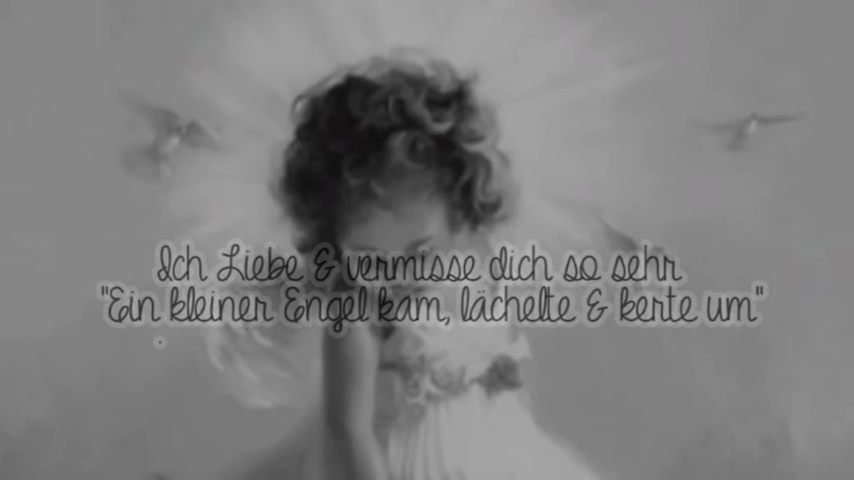 Ich Liebe & vermisse dich so sehr
"Ein kleiner Engel kam, lächelte & kerte um"